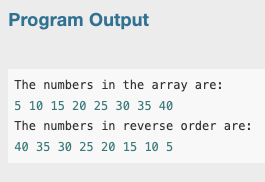 Program Output
The numbers in the array are:
5 10 15 20 25 30 35 40
The numbers in reverse order are:
40 35 30 25 20 15 10 5